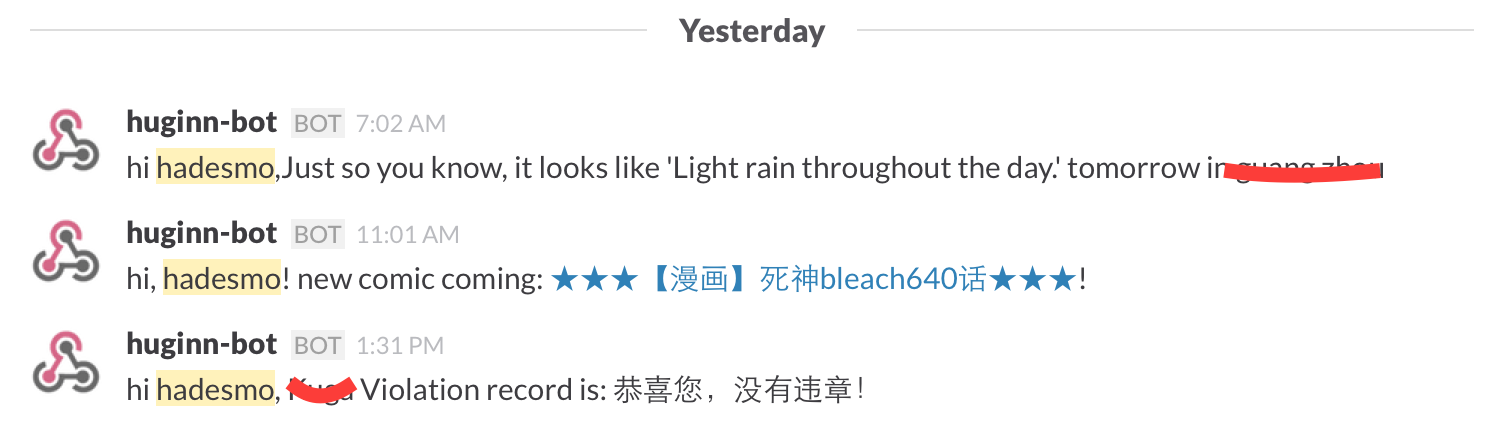 Yesterday
huginn-bot BOT 7:02 AM
hi hadesmo,Just so you know, it looks like 'Light rain throughout the day.' tomorrow in
huginn-bot BOT 11:01 AM
hi, hadesmo! new comic coming: ★★★【漫画】死神bleach640话★★★!
huginn-bot BOT 1:31 PM
hi hadesmo, Violation record is: 恭喜您，没有违章！